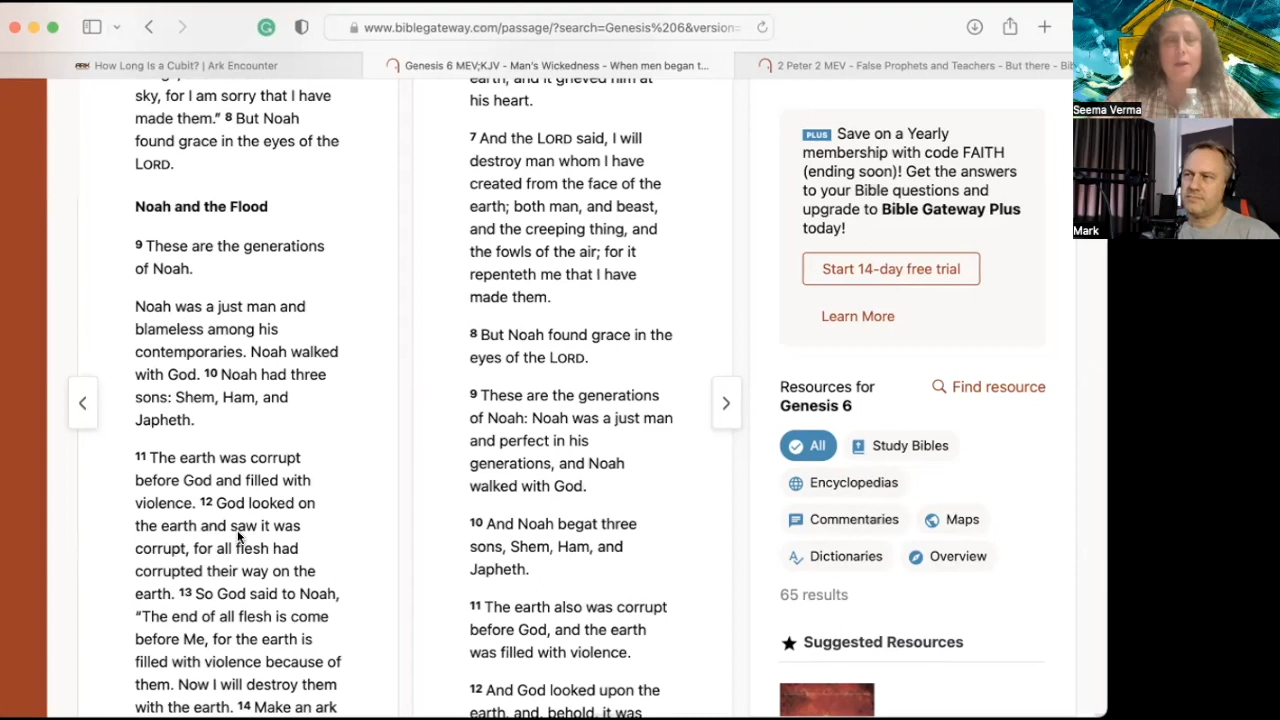 www.biblegateway.com/passage/?search=Genesis%206&version=
How Long Is a Cubit? | Ark Encounter
Genesis 6 MEV;KJV - Man's Wickedness - When men began t...
2 Peter 2 MEV - False Prophets and Teachers - But there - Bib
sky, for I am sorry that I have
made them." 8 But Noah
found grace in the eyes of the
LORD.
Noah and the Flood
9 These are the generations
of Noah.
Noah was a just man and
blameless among his
contemporaries. Noah walked
with God. 10 Noah had three
sons: Shem, Ham, and
Japheth.
11 The earth was corrupt
before God and filled with
violence. 12 God looked on
the earth and saw it was
corrupt, for all flesh had
corrupted their way on the
earth. 13 So God said to Noah,
"The end of all flesh is come
before Me, for the earth is
filled with violence because of
them. Now I will destroy them
with the earth. 14 Make an ark
earth, and it grieved him at
his heart.
7 And the LORD said, I will
destroy man whom I have
created from the face of the
earth; both man, and beast,
and the creeping thing, and
the fowls of the air; for it
repenteth me that I have
made them.
8 But Noah found grace in the
eyes of the LORD.
9 These are the generations
of Noah: Noah was a just man
and perfect in his
generations, and Noah
walked with God.
10 And Noah begat three
sons, Shem, Ham, and
Japheth.
11 The earth also was corrupt
before God, and the earth
was filled with violence.
12 And God looked upon the
earth, and, behold, it was
PLUS Save on a Yearly
membership with code FAITH
(ending soon)! Get the answers
to your Bible questions and
upgrade to Bible Gateway Plus
today!
Start 14-day free trial
Learn More
Resources for
Genesis 6
Find resource
All
Study Bibles
Encyclopedias
Commentaries
Maps
Dictionaries
Overview
65 results
Suggested Resources
Seema Verma
Mark